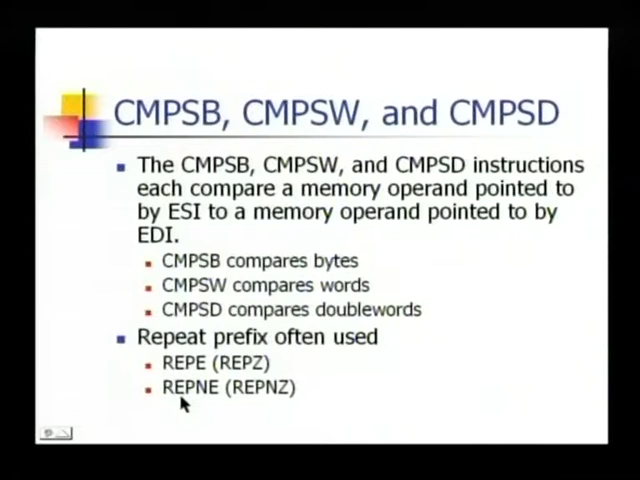 CMPSB, CMPSW, and CMPSD
The CMPSB, CMPSW, and CMPSD instructions
each compare a memory operand pointed to
by ESI to a memory operand pointed to by
EDI.
CMPSB compares bytes
CMPSW compares words
CMPSD compares doublewords
Repeat prefix often used
REPE (REPZ)
REPNE (REPNZ)